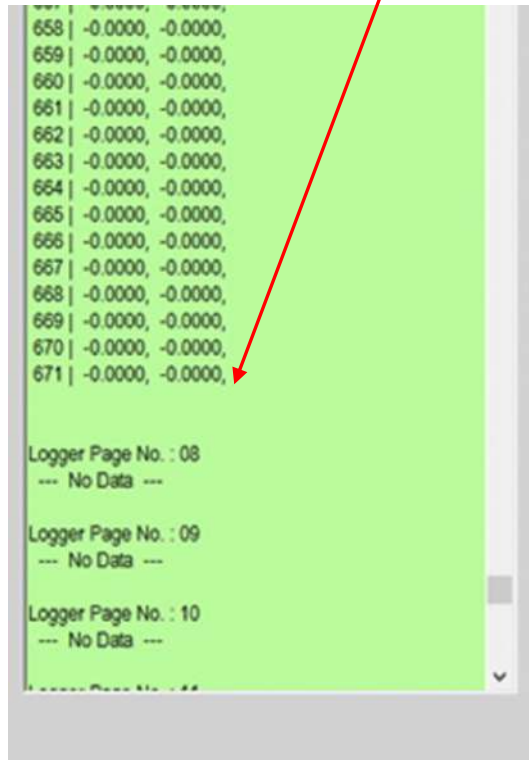 658 | -0.0000, -0.0000,
659 | -0.0000, -0.0000,
660 | -0.0000, -0.0000,
661 | -0.0000, -0.0000,
662 | -0.0000, -0.0000,
663 | -0.0000, -0.0000,
664 | -0.0000, -0.0000,
665 | -0.0000, -0.0000,
666 | -0.0000, -0.0000,
667 | -0.0000, -0.0000,
668 | -0.0000, -0.0000,
669 | -0.0000, -0.0000,
670 | -0.0000, -0.0000,
671 | -0.0000, -0.0000,
Logger Page No. : 08
--- No Data ---
Logger Page No. : 09
--- No Data ---
Logger Page No. : 10
--- No Data ---